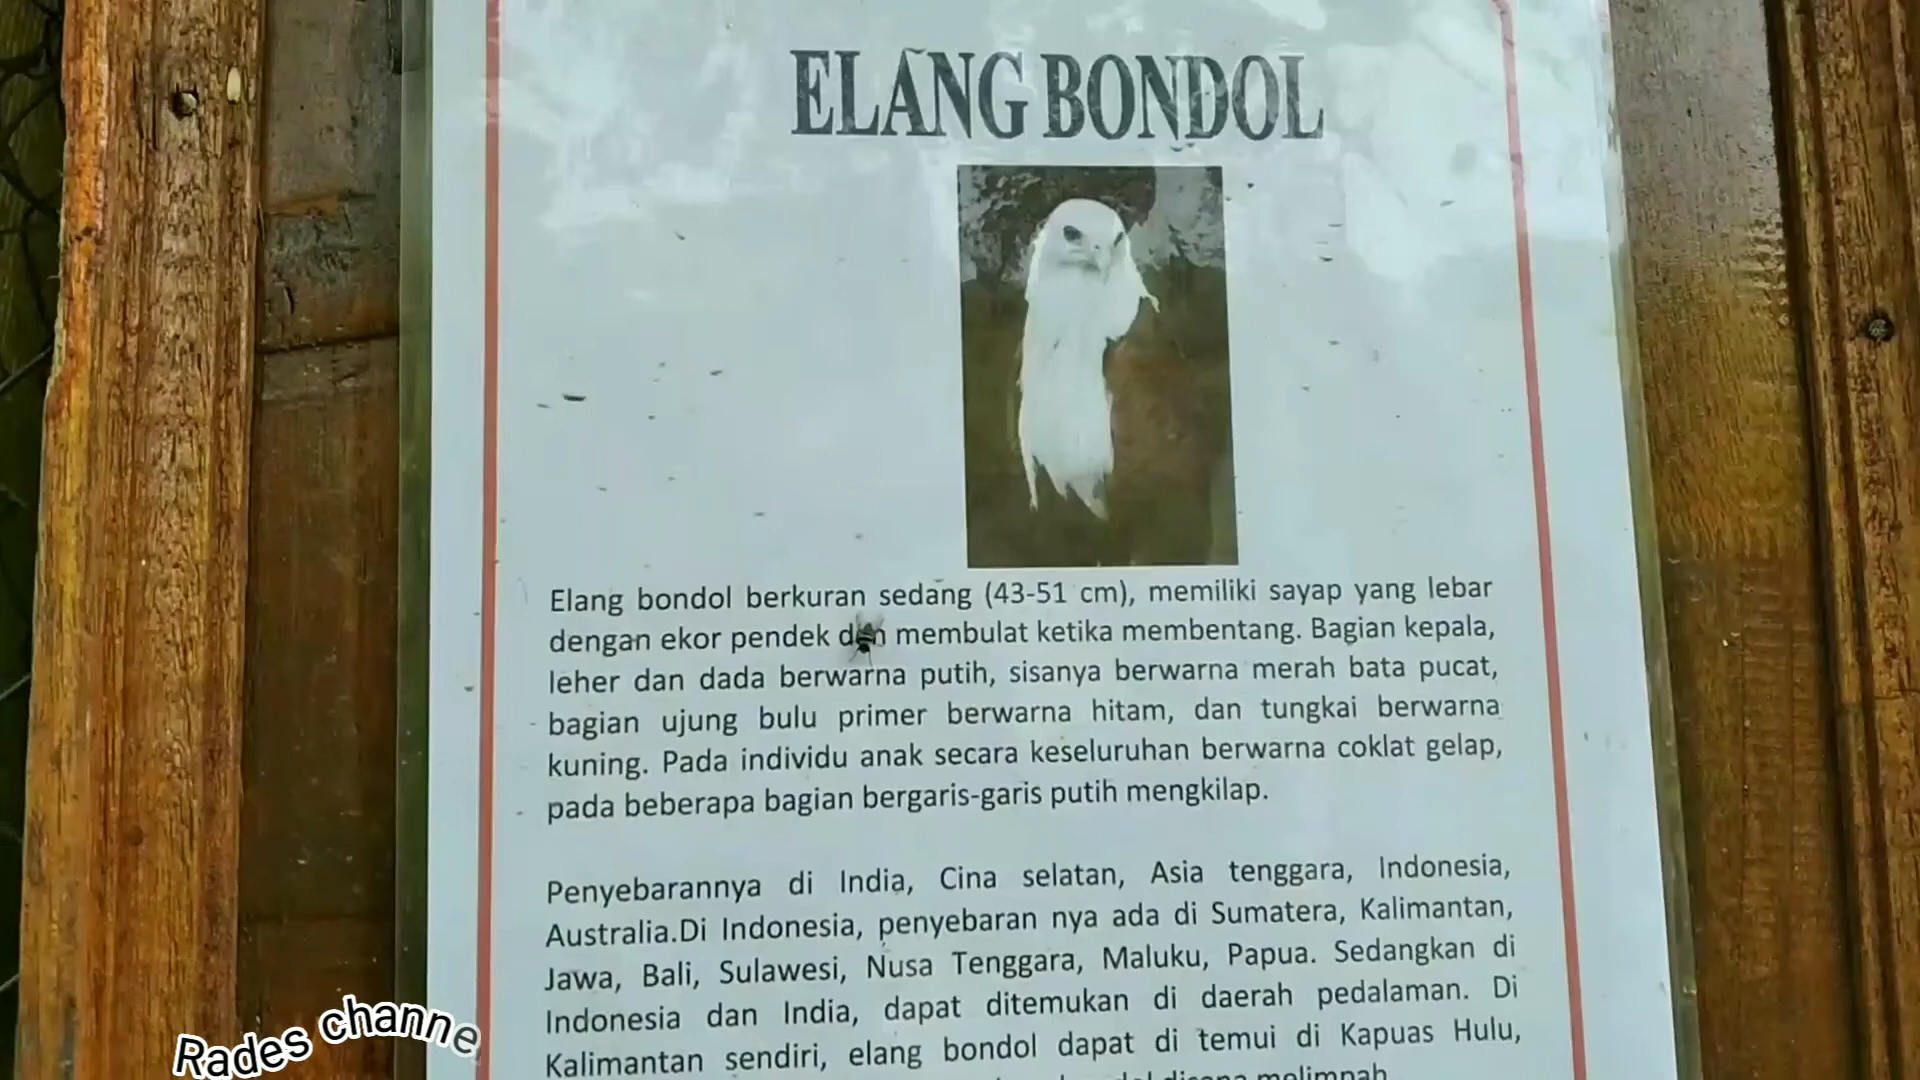 ELANG BONDOL
Elang bondol berkuran sedang (43-51 cm), memiliki sayap yang lebar
dengan ekor pendek dan membulat ketika membentang. Bagian kepala,
leher dan dada berwarna putih, sisanya berwarna merah bata pucat,
bagian ujung bulu primer berwarna hitam, dan tungkai berwarna
kuning. Pada individu anak secara keseluruhan berwarna coklat gelap,
pada beberapa bagian bergaris-garis putih mengkilap.
Penyebarannya di India, Cina selatan, Asia tenggara, Indonesia,
Australia.Di Indonesia, penyebaran nya ada di Sumatera, Kalimantan,
Jawa, Bali, Sulawesi, Nusa Tenggara, Maluku, Papua. Sedangkan di
Indonesia dan India, dapat ditemukan di daerah pedalaman. Di
Kalimantan sendiri, elang bondol dapat di temui di Kapuas Hulu,
disana melimpah
Rades channe